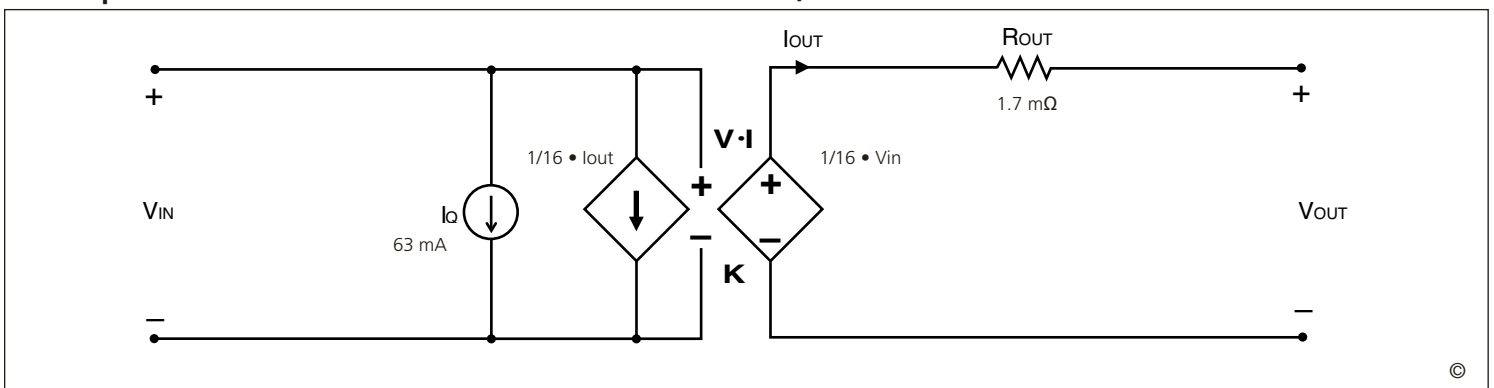 IOUT
ROUT
+
+
1.7 mΩ
V·I
1/16 • Iout
1/16 • Vin
+
+
VIN
IQ
VOUT
63 mA
–
–
K
–
–
©